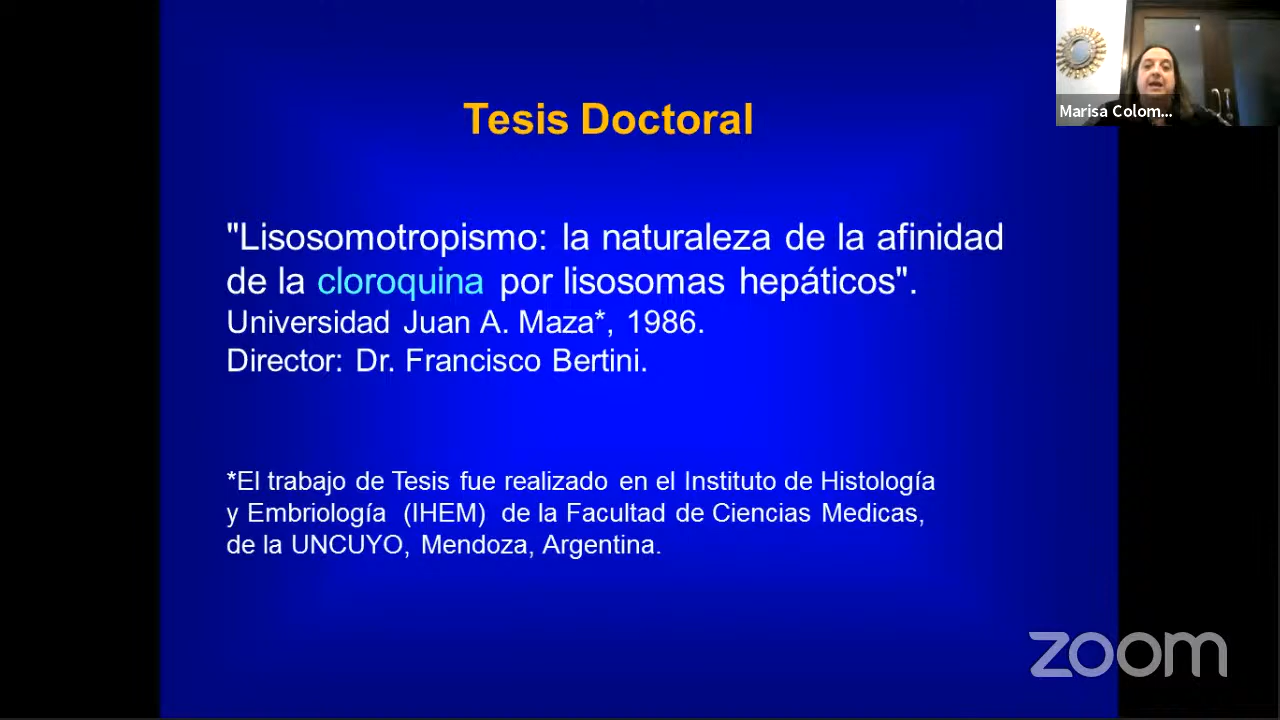 Tesis Doctoral
Marisa Colom...
"Lisosomotropismo: la naturaleza de la afinidad
de la cloroquina por lisosomas hepáticos".
Universidad Juan A. Maza*, 1986.
Director: Dr. Francisco Bertini.
*El trabajo de Tesis fue realizado en el Instituto de Histología
y Embriología (IHEM) de la Facultad de Ciencias Medicas,
de la UNCUYO, Mendoza, Argentina.
zoom